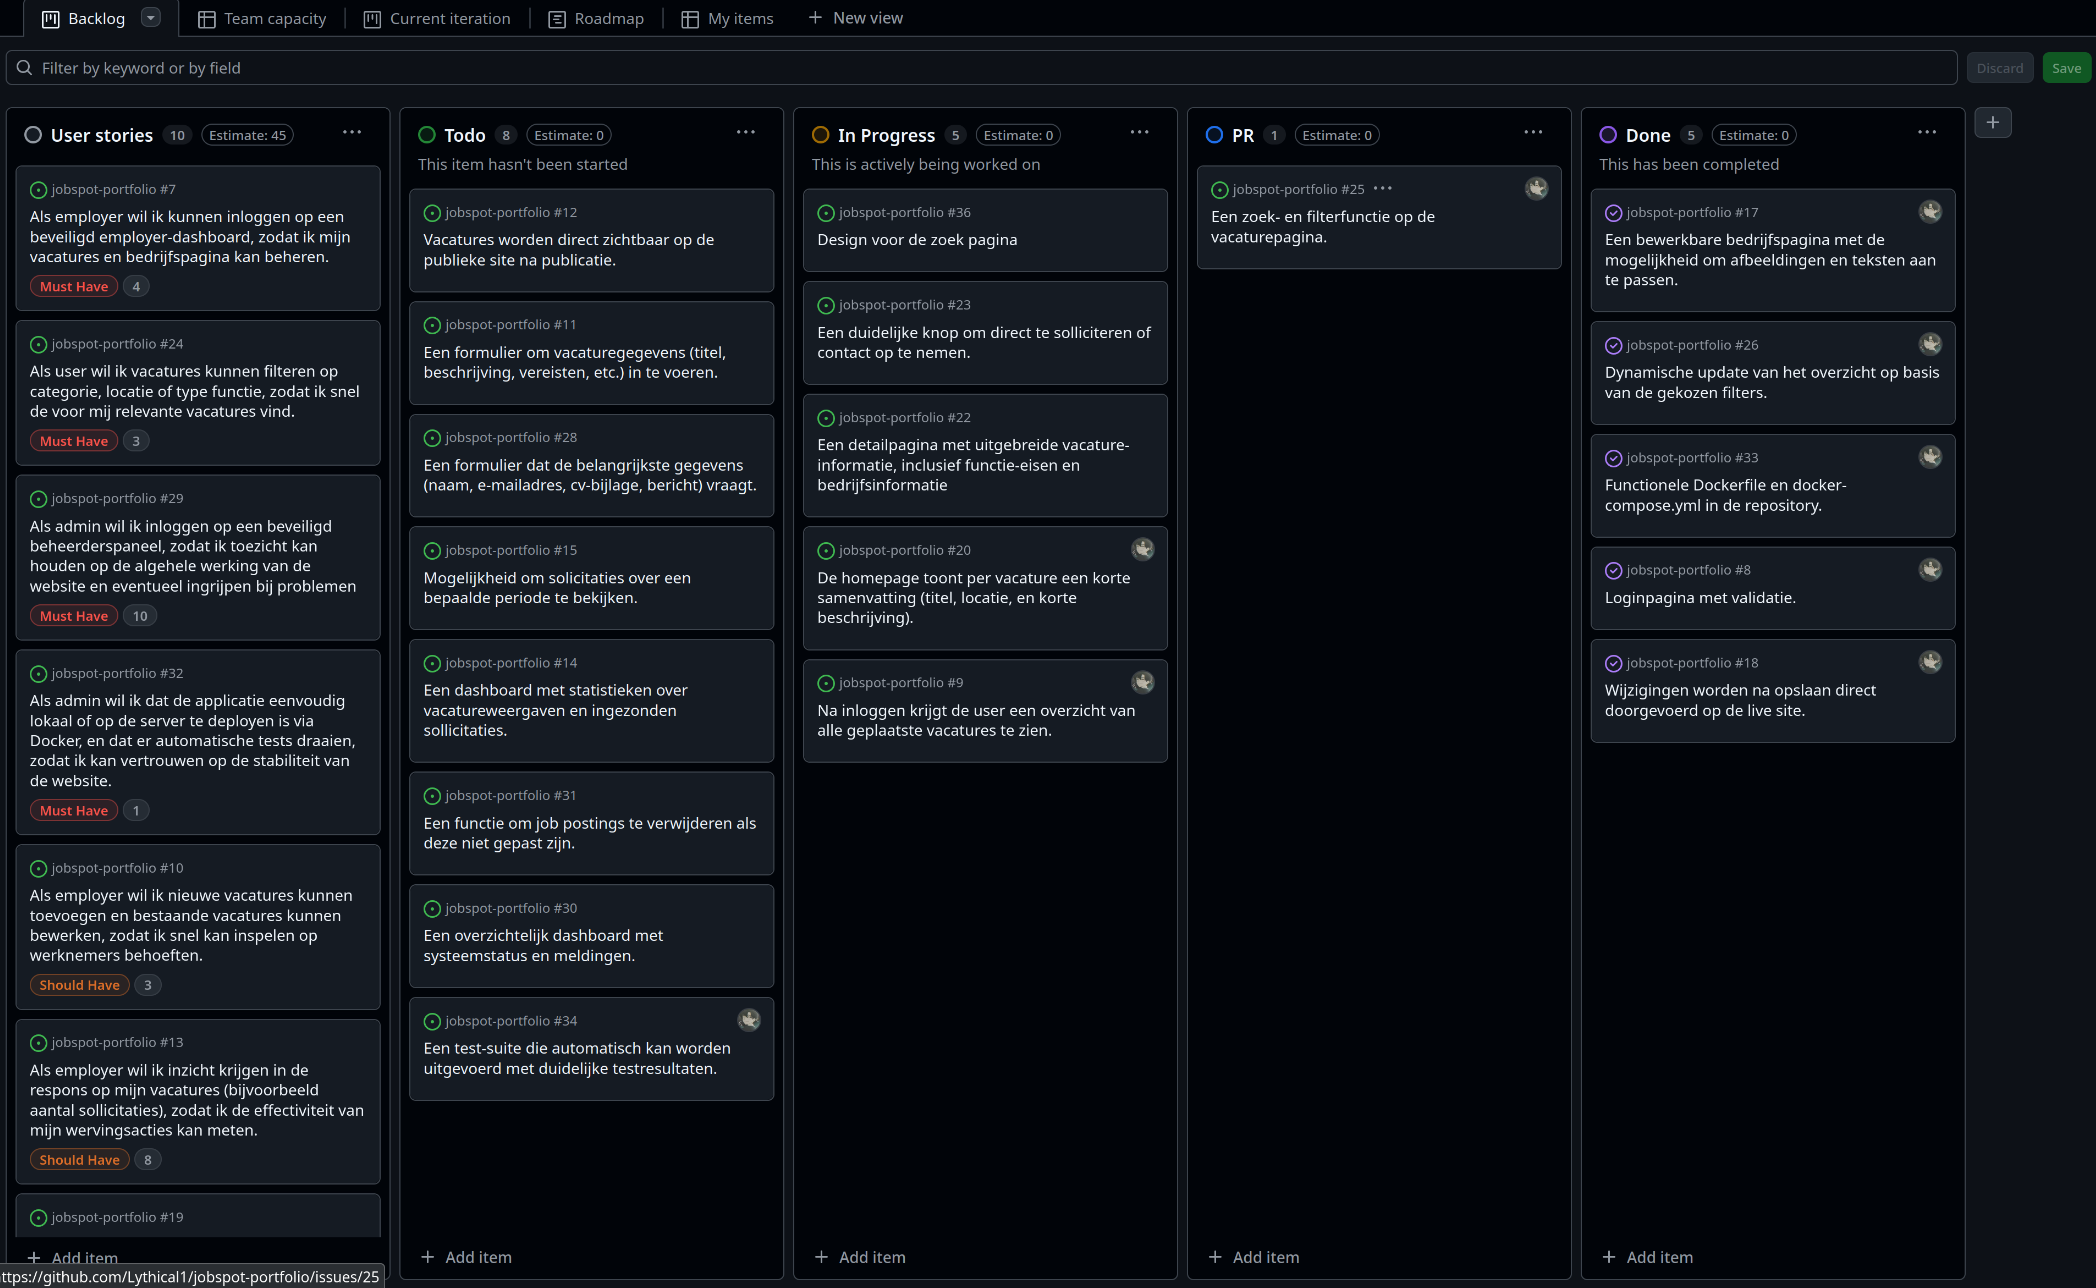 Backlog
Team capacity
Current iteration
Roadmap
My items
New view
Filter by keyword or by field
Discard
Save
User stories 10 Estimate: 45
jobspot-portfolio #7
Als employer wil ik kunnen inloggen op een
beveiligd employer-dashboard, zodat ik mijn
vacatures en bedrijfspagina kan beheren.
Must Have 4
jobspot-portfolio #24
Als user wil ik vacatures kunnen filteren op
categorie, locatie of type functie, zodat ik snel
de voor mij relevante vacatures vind.
Must Have 3
jobspot-portfolio #29
Als admin wil ik inloggen op een beveiligd
beheerderspaneel, zodat ik toezicht kan
houden op de algehele werking van de
website en eventueel ingrijpen bij problemen
Must Have 10
jobspot-portfolio #32
Als admin wil ik dat de applicatie eenvoudig
lokaal of op de server te deployen is via
Docker, en dat er automatische tests draaien,
zodat ik kan vertrouwen op de stabiliteit van
de website.
Must Have 1
jobspot-portfolio #10
Als employer wil ik nieuwe vacatures kunnen
toevoegen en bestaande vacatures kunnen
bewerken, zodat ik snel kan inspelen op
werknemers behoeften.
Should Have 3
jobspot-portfolio #13
Als employer wil ik inzicht krijgen in de
respons op mijn vacatures (bijvoorbeeld
aantal sollicitaties), zodat ik de effectiviteit van
mijn wervingsacties kan meten.
Should Have 8
jobspot-portfolio #19
Add item
Todo 8 Estimate: 0
This item hasn't been started
jobspot-portfolio #12
Vacatures worden direct zichtbaar op de
publieke site na publicatie.
jobspot-portfolio #11
Een formulier om vacaturegegevens (titel,
beschrijving, vereisten, etc.) in te voeren.
jobspot-portfolio #28
Een formulier dat de belangrijkste gegevens
(naam, e-mailadres, cv-bijlage, bericht) vraagt.
jobspot-portfolio #15
Mogelijkheid om solicitaties over een
bepaalde periode te bekijken.
jobspot-portfolio #14
Een dashboard met statistieken over
vacatureweergaven en ingezonden
sollicitaties.
jobspot-portfolio #31
Een functie om job postings te verwijderen als
deze niet gepast zijn.
jobspot-portfolio #30
Een overzichtelijk dashboard met
systeemstatus en meldingen.
jobspot-portfolio #34
Een test-suite die automatisch kan worden
uitgevoerd met duidelijke testresultaten.
Add item
In Progress 5 Estimate: 0
This is actively being worked on
jobspot-portfolio #36
Design voor de zoek pagina
jobspot-portfolio #23
Een duidelijke knop om direct te solliciteren of
contact op te nemen.
jobspot-portfolio #22
Een detailpagina met uitgebreide vacature-
informatie, inclusief functie-eisen en
bedrijfsinformatie
jobspot-portfolio #20
De homepage toont per vacature een korte
samenvatting (titel, locatie, en korte
beschrijving).
jobspot-portfolio #9
Na inloggen krijgt de user een overzicht van
alle geplaatste vacatures te zien.
Add item
PR 1 Estimate: 0
jobspot-portfolio #25
Een zoek- en filterfunctie op de
vacaturepagina.
Add item
Done 5 Estimate: 0
This has been completed
jobspot-portfolio #17
Een bewerkbare bedrijfspagina met de
mogelijkheid om afbeeldingen en teksten aan
te passen.
jobspot-portfolio #26
Dynamische update van het overzicht op basis
van de gekozen filters.
jobspot-portfolio #33
Functionele Dockerfile en docker-
compose.yml in de repository.
jobspot-portfolio #8
Loginpagina met validatie.
jobspot-portfolio #18
Wijzigingen worden na opslaan direct
doorgevoerd op de live site.
Add item
ttps://github.com/Lythical1/jobspot-portfolio/issues/25